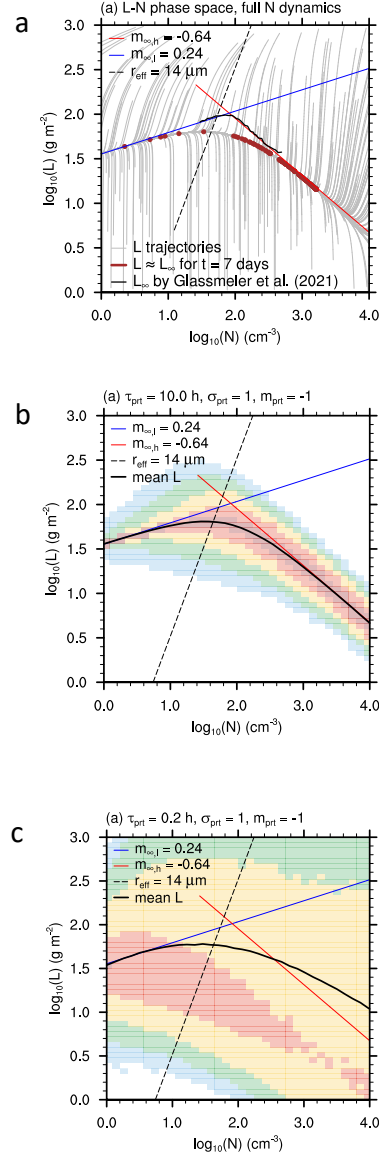 a
(a) L-N phase space, full N dynamics
3.0
2.5
2.0
1.5
1.0
0.5
0.0
log₁₀(L) (g m⁻²)
m∞,h = -0.64
m∞,l = 0.24
r_eff = 14 μm
L trajectories
L ≈ L∞ for t = 7 days
L∞ by Glassmeier et al. (2021)
0.0 1.0 2.0 3.0 4.0
log₁₀(N) (cm⁻³)
b
(a) τ_prt = 10.0 h, σ_prt = 1, m_prt = -1
3.0
2.5
2.0
1.5
1.0
0.5
0.0
log₁₀(L) (g m⁻²)
m∞,l = 0.24
m∞,h = -0.64
r_eff = 14 μm
mean L
0.0 1.0 2.0 3.0 4.0
log₁₀(N) (cm⁻³)
c
(a) τ_prt = 0.2 h, σ_prt = 1, m_prt = -1
3.0
2.5
2.0
1.5
1.0
0.5
0.0
log₁₀(L) (g m⁻²)
m∞,l = 0.24
m∞,h = -0.64
r_eff = 14 μm
mean L
0.0 1.0 2.0 3.0 4.0
log₁₀(N) (cm⁻³)